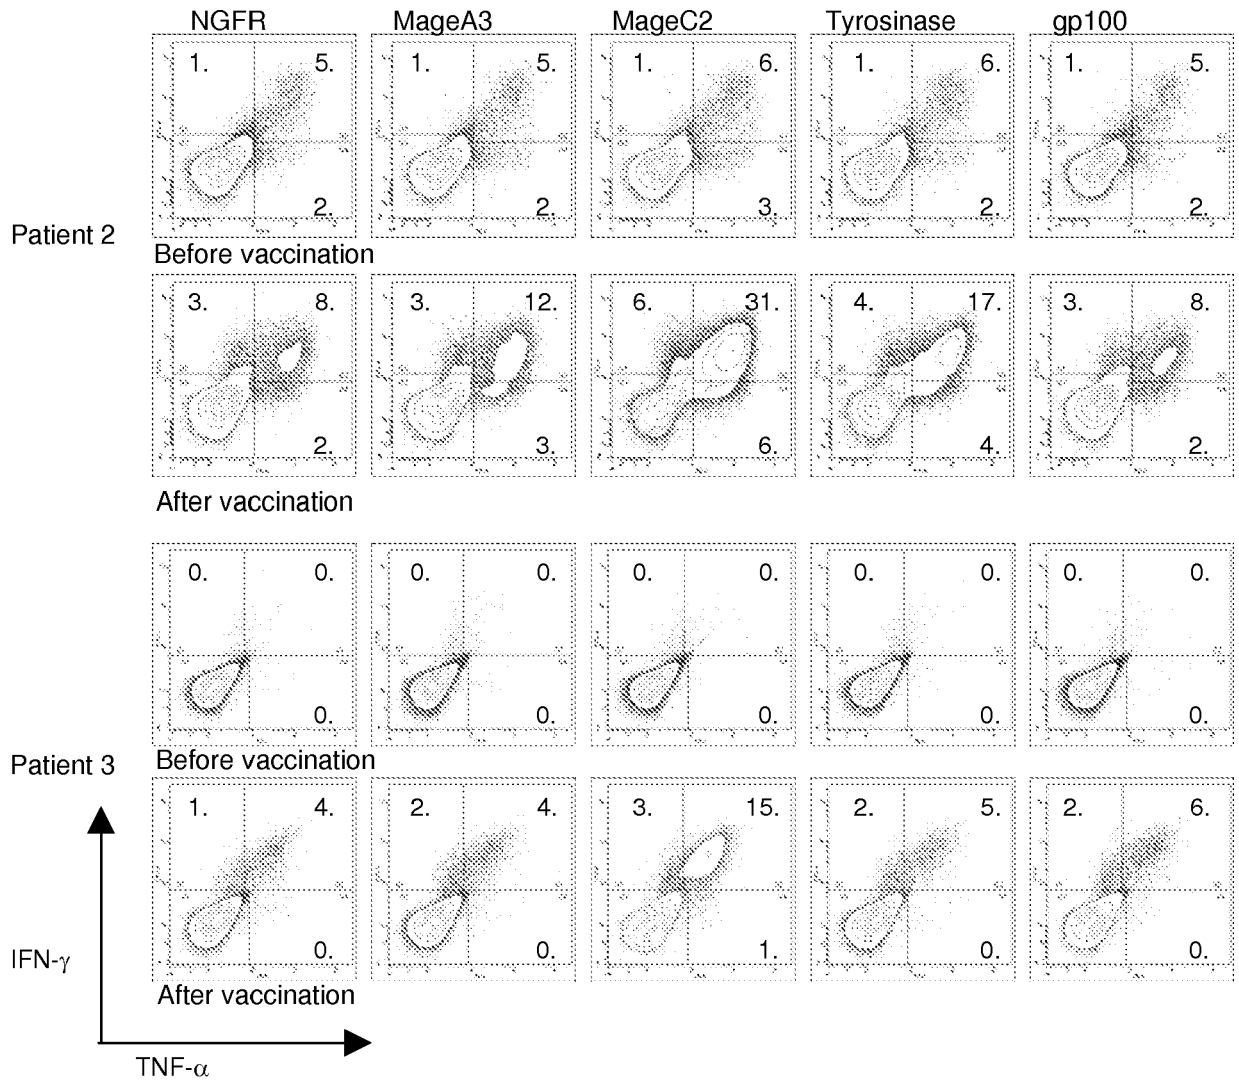 NGFR MageA3 MageC2 Tyrosinase gp100
1. 5. 1. 5. 1. 6. 1. 6. 1. 5.
2. 2. 3. 2. 2.
Patient 2
Before vaccination
3. 8. 3. 12. 6. 31. 4. 17. 3. 8.
2. 3. 6. 4. 2.
After vaccination
0. 0. 0. 0. 0. 0. 0. 0. 0. 0.
0. 0. 0. 0. 0.
Before vaccination
Patient 3
1. 4. 2. 4. 3. 15. 2. 5. 2. 6.
0. 0. 1. 0. 0.
IFN-γ
After vaccination
TNF-α